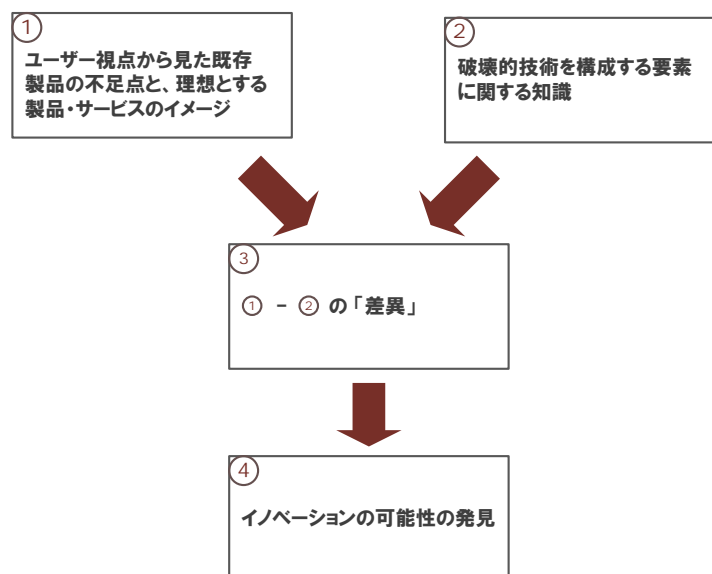 ①
ユーザー視点から見た既存
製品の不足点と、理想とする
製品・サービスのイメージ
②
破壊的技術を構成する要素
に関する知識
③
① − ② の「差異」
④
イノベーションの可能性の発見